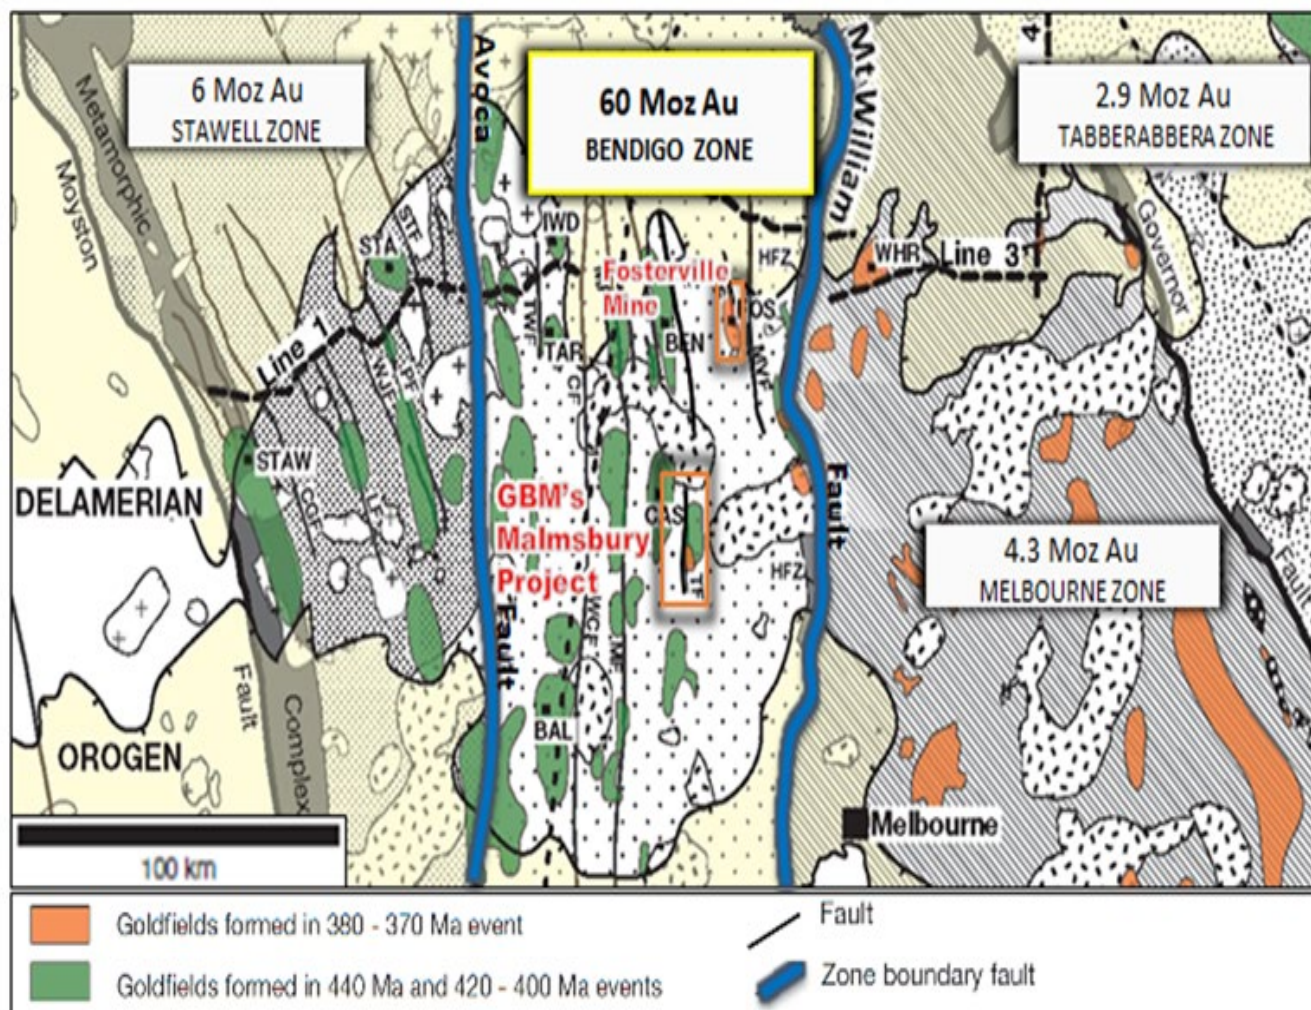 6 Moz Au
STAWELL ZONE
60 Moz Au
BENDIGO ZONE
2.9 Moz Au
TABBERABBERA ZONE
4.3 Moz Au
MELBOURNE ZONE
Metamorphic
Moyston
Avoca
Mt William
Governor
STA
STF
IWD
HFZ
WHR
Line 3
Fosterville
Mine
FOS
Line 1
TWF
TAR
BEN
MYF
CF
WJF
PF
STAW
DELAMERIAN
CGF
LF
GBM's
Malmsbury
Project
CAS
TF
Fault
HFZ
Fault
WCF
MF
Fault
BAL
Fault
Complex
OROGEN
Melbourne
100 km
Goldfields formed in 380 - 370 Ma event
Fault
Goldfields formed in 440 Ma and 420 - 400 Ma events
Zone boundary fault